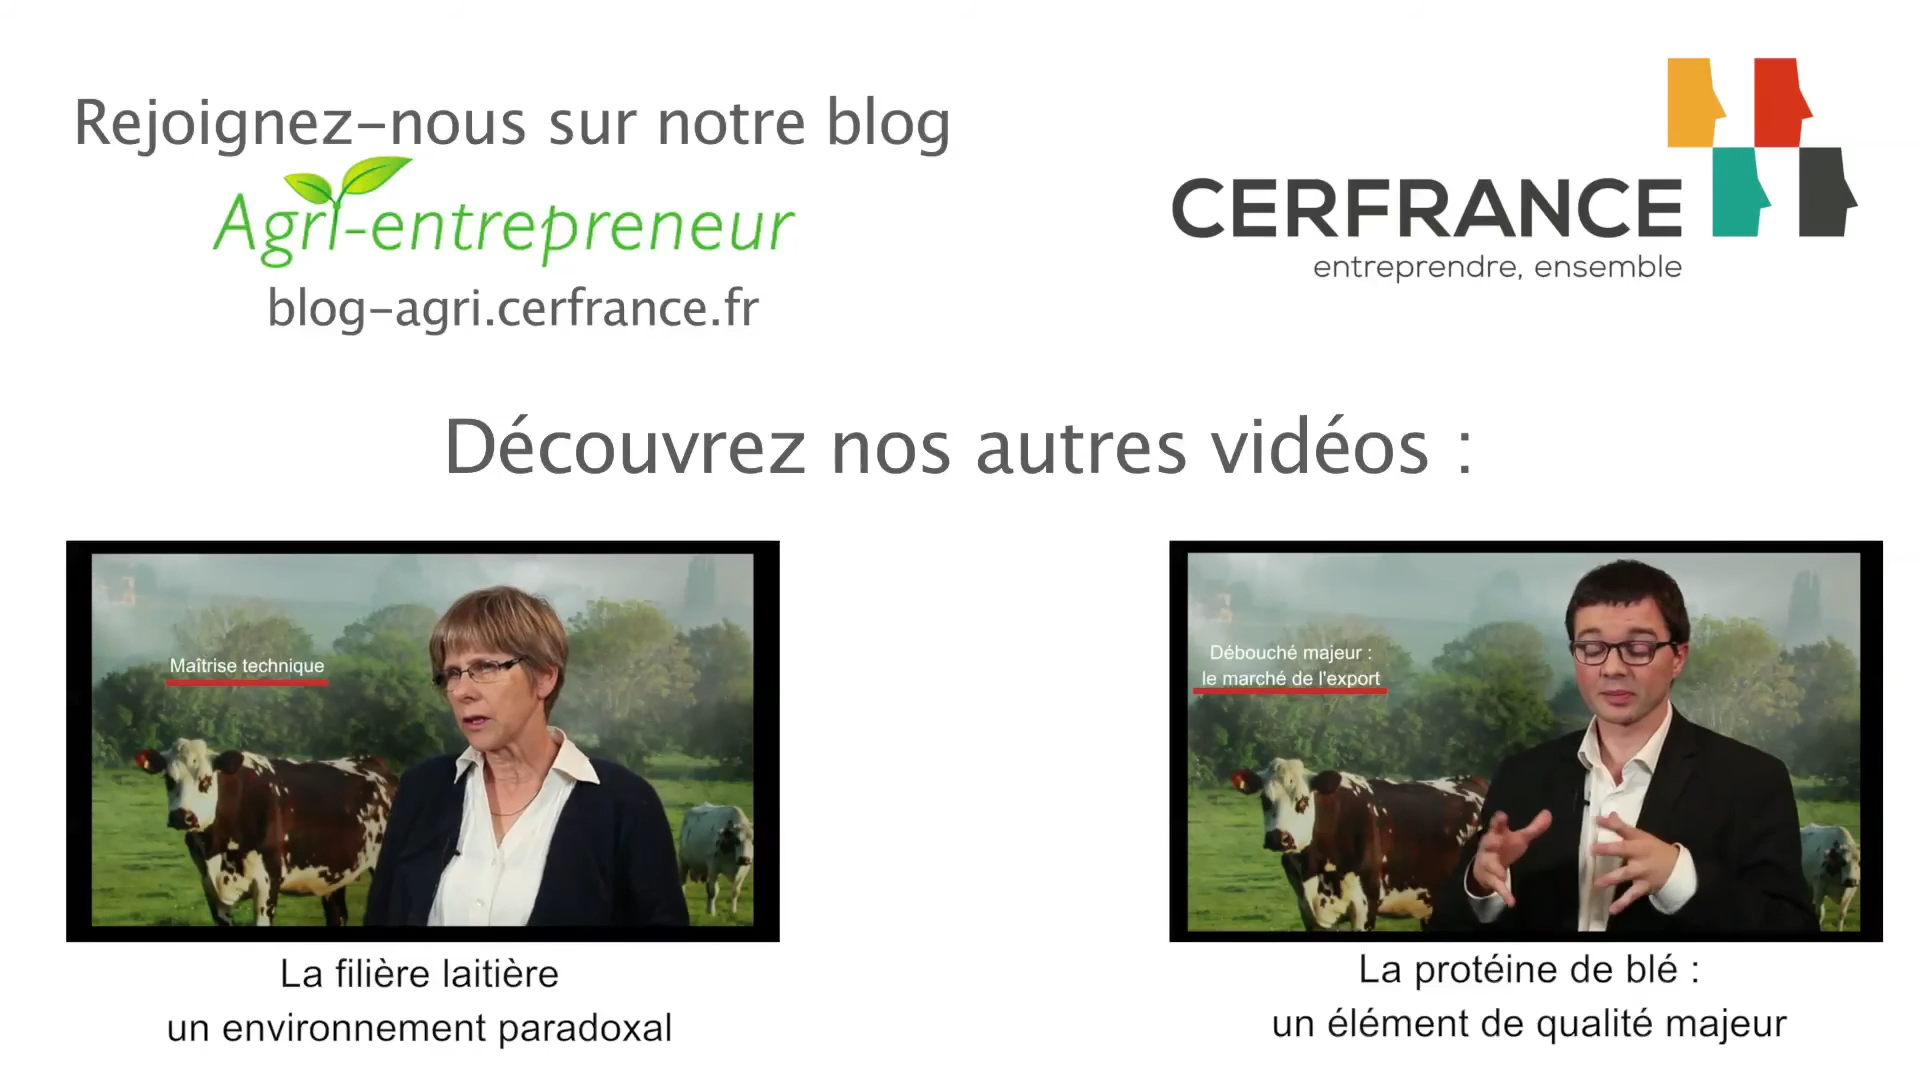 Rejoignez-nous sur notre blog
Agri-entrepreneur
blog-agri.cerfrance.fr
CERFRANCE
entreprendre, ensemble
Découvrez nos autres vidéos :
Maîtrise technique
La filière laitière
un environnement paradoxal
Débouché majeur :
le marché de l'export
La protéine de blé :
un élément de qualité majeur